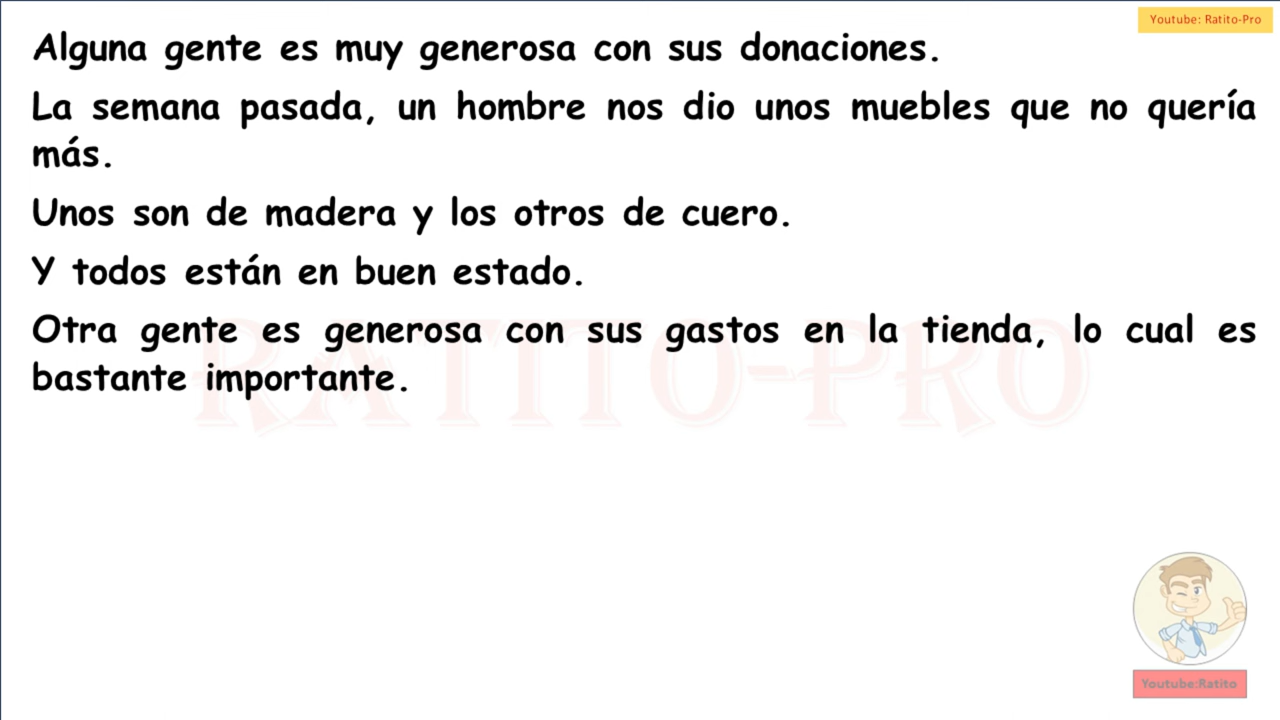 Youtube: Ratito-Pro
Alguna gente es muy generosa con sus donaciones.
La semana pasada, un hombre nos dio unos muebles que no quería
más.
Unos son de madera y los otros de cuero.
Y todos están en buen estado.
Otra gente es generosa con sus gastos en la tienda, lo cual es
bastante importante.
RATITO-PRO
Youtube:Ratito